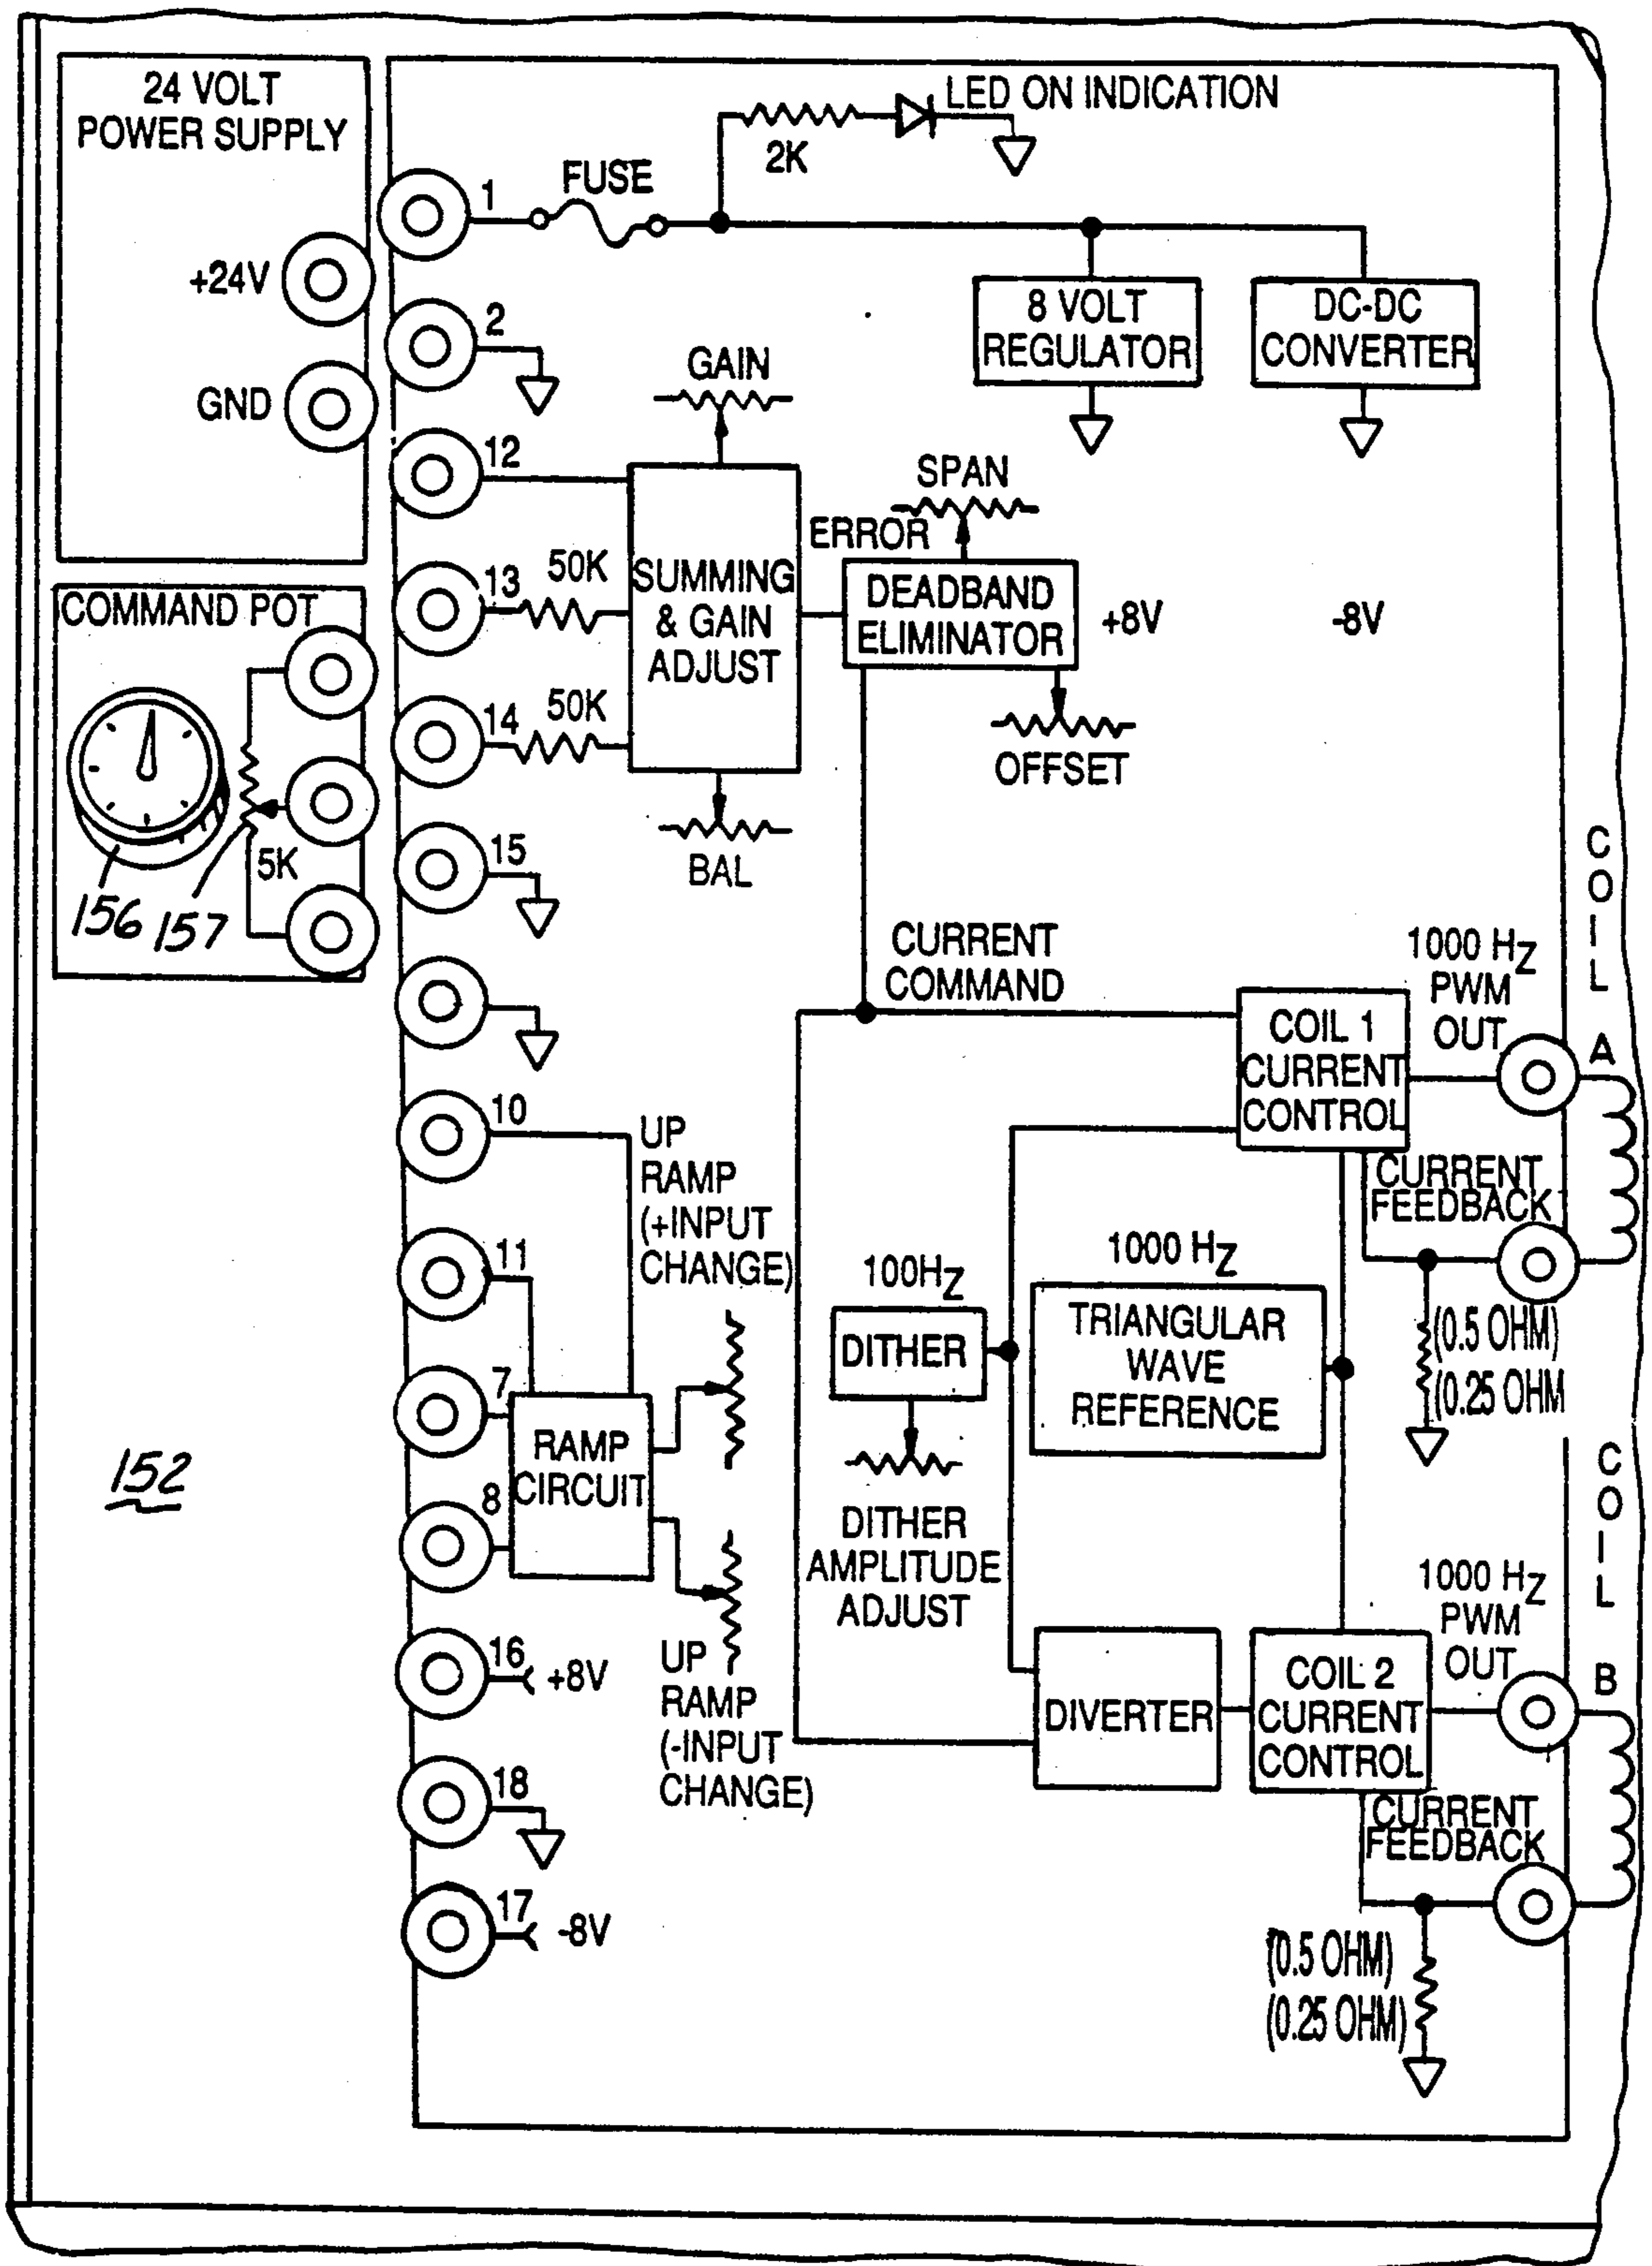 24 VOLT
POWER SUPPLY
+24V
GND
COMMAND POT
5K
156
157
152
1
FUSE
2K
LED ON INDICATION
8 VOLT
REGULATOR
DC-DC
CONVERTER
2
12
GAIN
13
50K
SUMMING
& GAIN
ADJUST
ERROR
SPAN
DEADBAND
ELIMINATOR
+8V
-8V
OFFSET
14
50K
BAL
15
CURRENT
COMMAND
COIL 1
CURRENT
CONTROL
1000 HZ
PWM
OUT
COIL A
CURRENT
FEEDBACK
(0.5 OHM)
(0.25 OHM
10
UP
RAMP
(+INPUT
CHANGE)
11
7
RAMP
CIRCUIT
8
100HZ
DITHER
DITHER
AMPLITUDE
ADJUST
1000 HZ
TRIANGULAR
WAVE
REFERENCE
16
+8V
UP
RAMP
(-INPUT
CHANGE)
DIVERTER
COIL 2
CURRENT
CONTROL
1000 HZ
PWM
OUT
COIL B
CURRENT
FEEDBACK
(0.5 OHM)
(0.25 OHM)
18
17
-8V